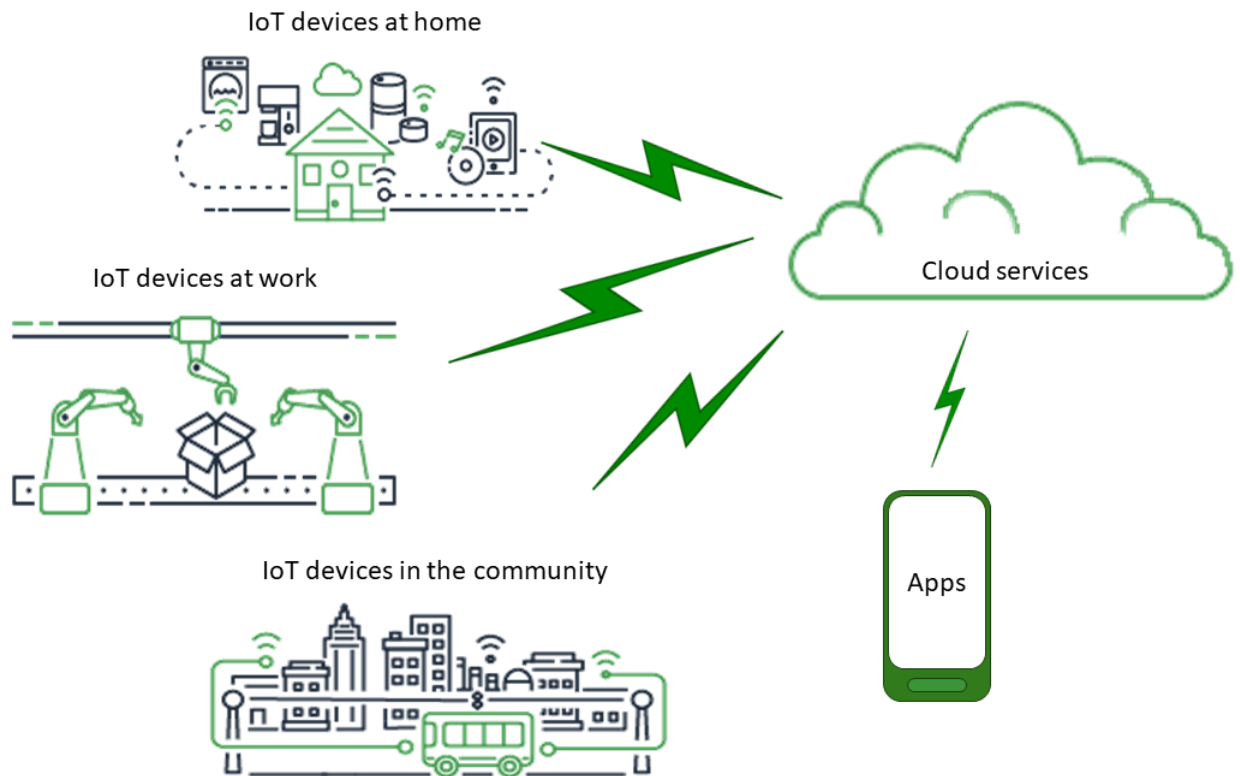 IoT devices at home
IoT devices at work
Cloud services
IoT devices in the community
Apps